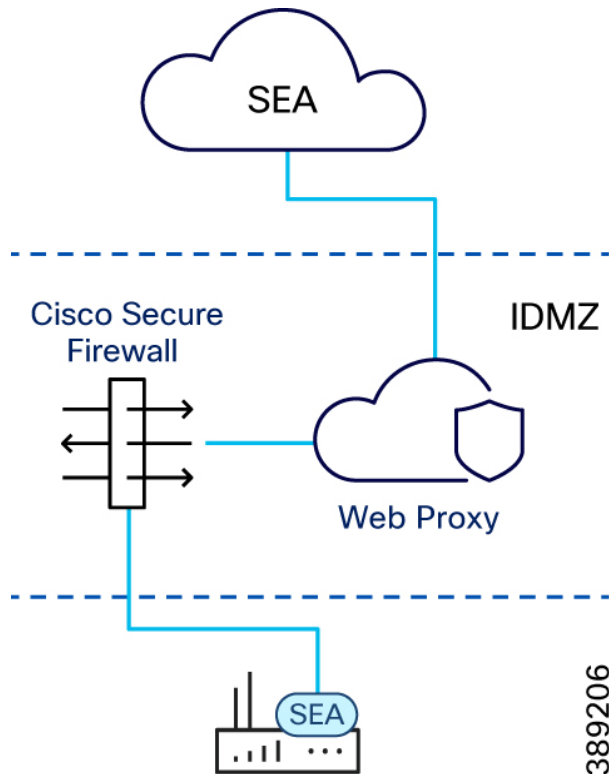 SEA
Cisco Secure
Firewall
IDMZ
Web Proxy
SEA
389206